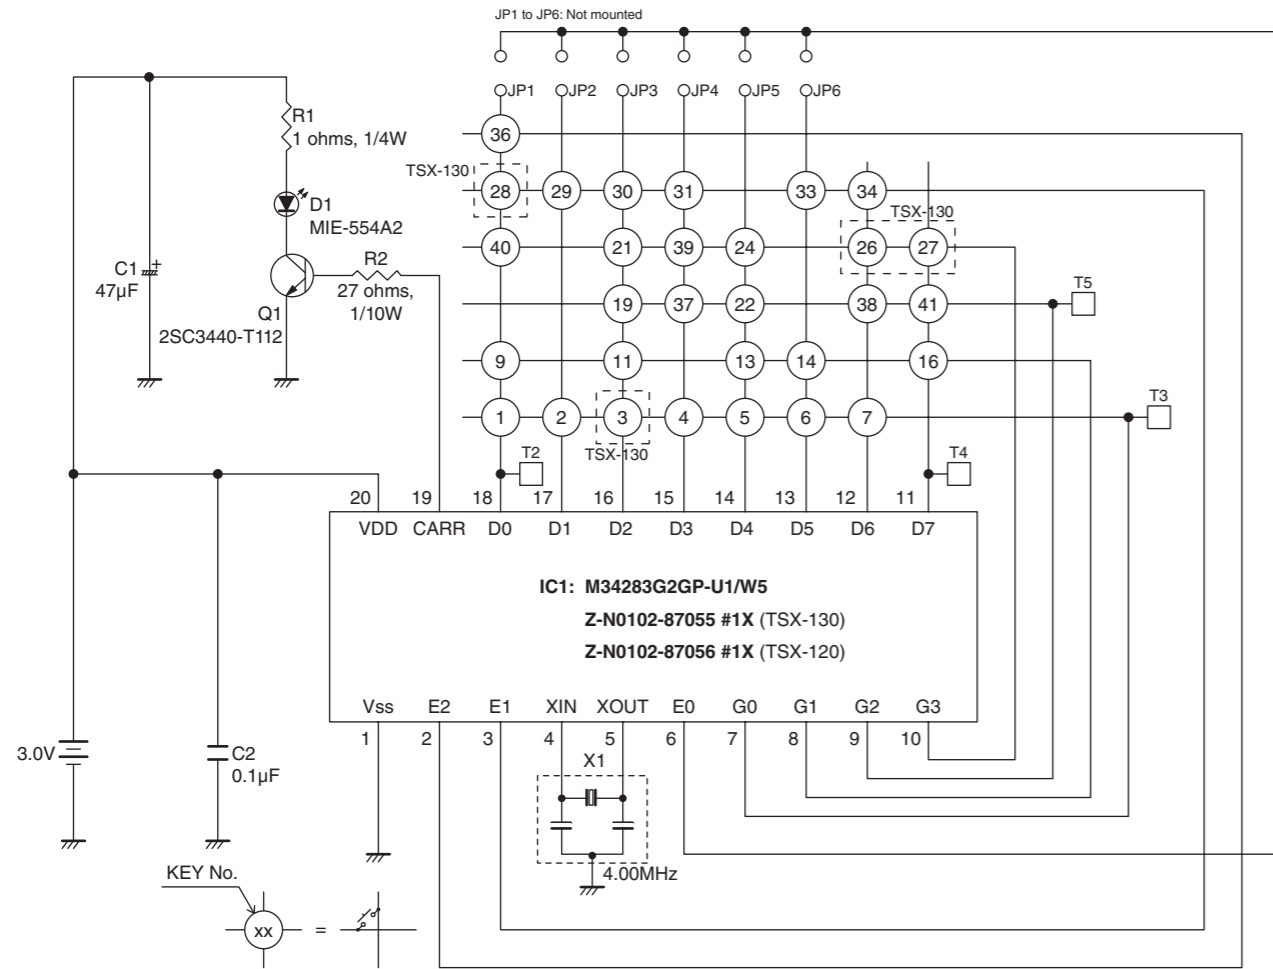 JP1 to JP6: Not mounted
JP1 JP2 JP3 JP4 JP5 JP6
R1
1 ohms, 1/4W
36
TSX-130
28 29 30 31 33 34
D1
MIE-554A2
TSX-130
40 21 39 24 26 27
C1 +
47µF
R2
27 ohms,
1/10W
Q1
2SC3440-T112
19 37 22 38 41
T5
9 11 13 14 16
1 2 3 4 5 6 7
T3
TSX-130
T2
T4
20 19 18 17 16 15 14 13 12 11
VDD CARR D0 D1 D2 D3 D4 D5 D6 D7
IC1: M34283G2GP-U1/W5
Z-N0102-87055 #1X (TSX-130)
Z-N0102-87056 #1X (TSX-120)
Vss E2 E1 XIN XOUT E0 G0 G1 G2 G3
1 2 3 4 5 6 7 8 9 10
3.0V
C2
0.1µF
X1
4.00MHz
KEY No.
xx =